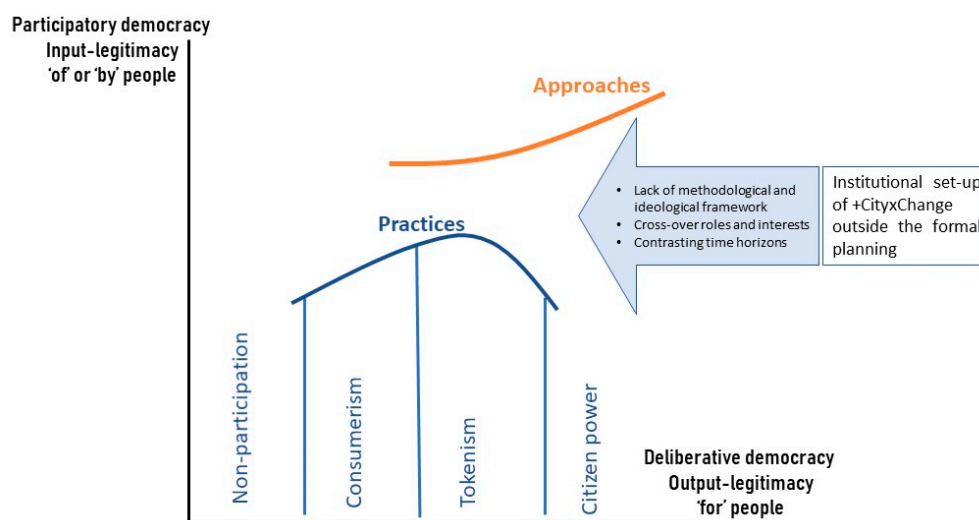 Participatory democracy
Input-legitimacy
‘of’ or ‘by’ people
Approaches
• Lack of methodological and
ideological framework
• Cross-over roles and interests
• Contrasting time horizons
Institutional set-up
of +CityxChange
outside the formal
planning
Practices
Non-participation
Consumerism
Tokenism
Citizen power
Deliberative democracy
Output-legitimacy
‘for’ people